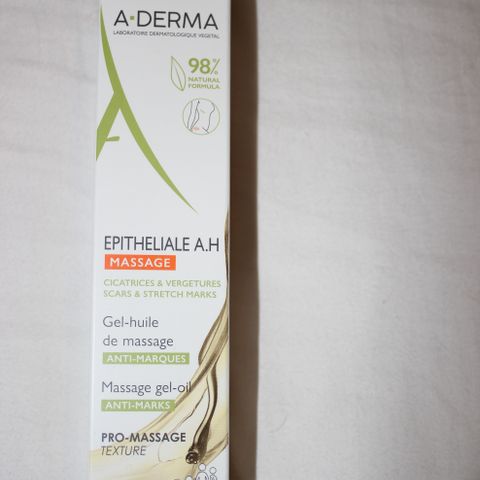 A-DERMA
LABORATOIRE DERMATOLOGIQUE VEGETAL
98%
NATURAL
FORMULA
EPITHELIALE A.H
MASSAGE
CICATRICES & VERGETURES
SCARS & STRETCH MARKS
Gel-huile
de massage
ANTI-MARQUES
Massage gel-oil
ANTI-MARKS
PRO-MASSAGE
TEXTURE